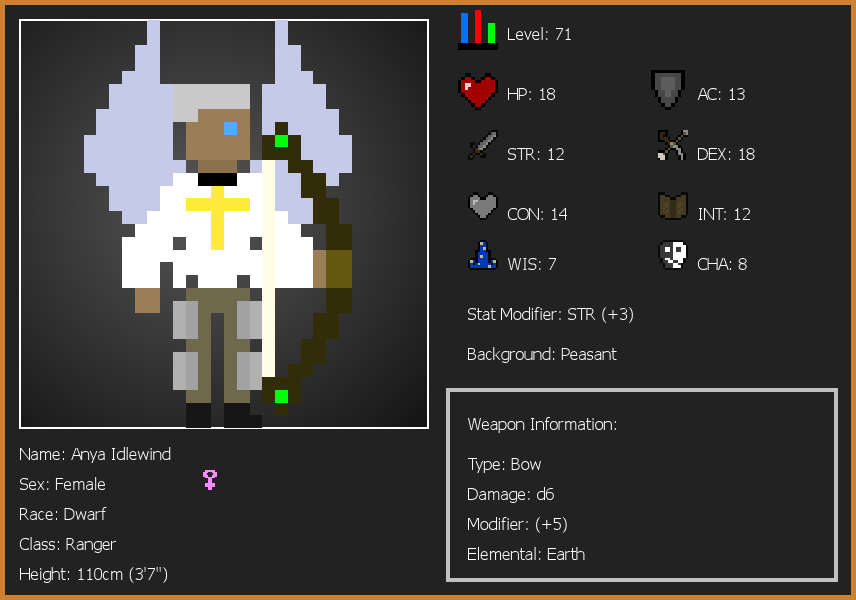 Level: 71
HP: 18
AC: 13
STR: 12
DEX: 18
CON: 14
INT: 12
WIS: 7
CHA: 8
Stat Modifier: STR (+3)
Background: Peasant
Weapon Information:
Type: Bow
Damage: d6
Modifier: (+5)
Elemental: Earth
Name: Anya Idlewind
Sex: Female
Race: Dwarf
Class: Ranger
Height: 110cm (3'7")